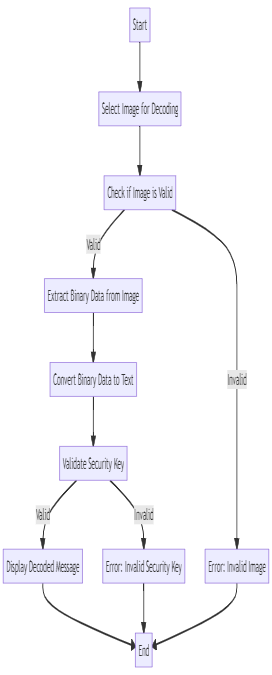 Start
Select Image for Decoding
Check if Image is Valid
Valid
Extract Binary Data from Image
Invalid
Convert Binary Data to Text
Validate Security Key
Valid
Invalid
Display Decoded Message
Error: Invalid Security Key
Error: Invalid Image
End